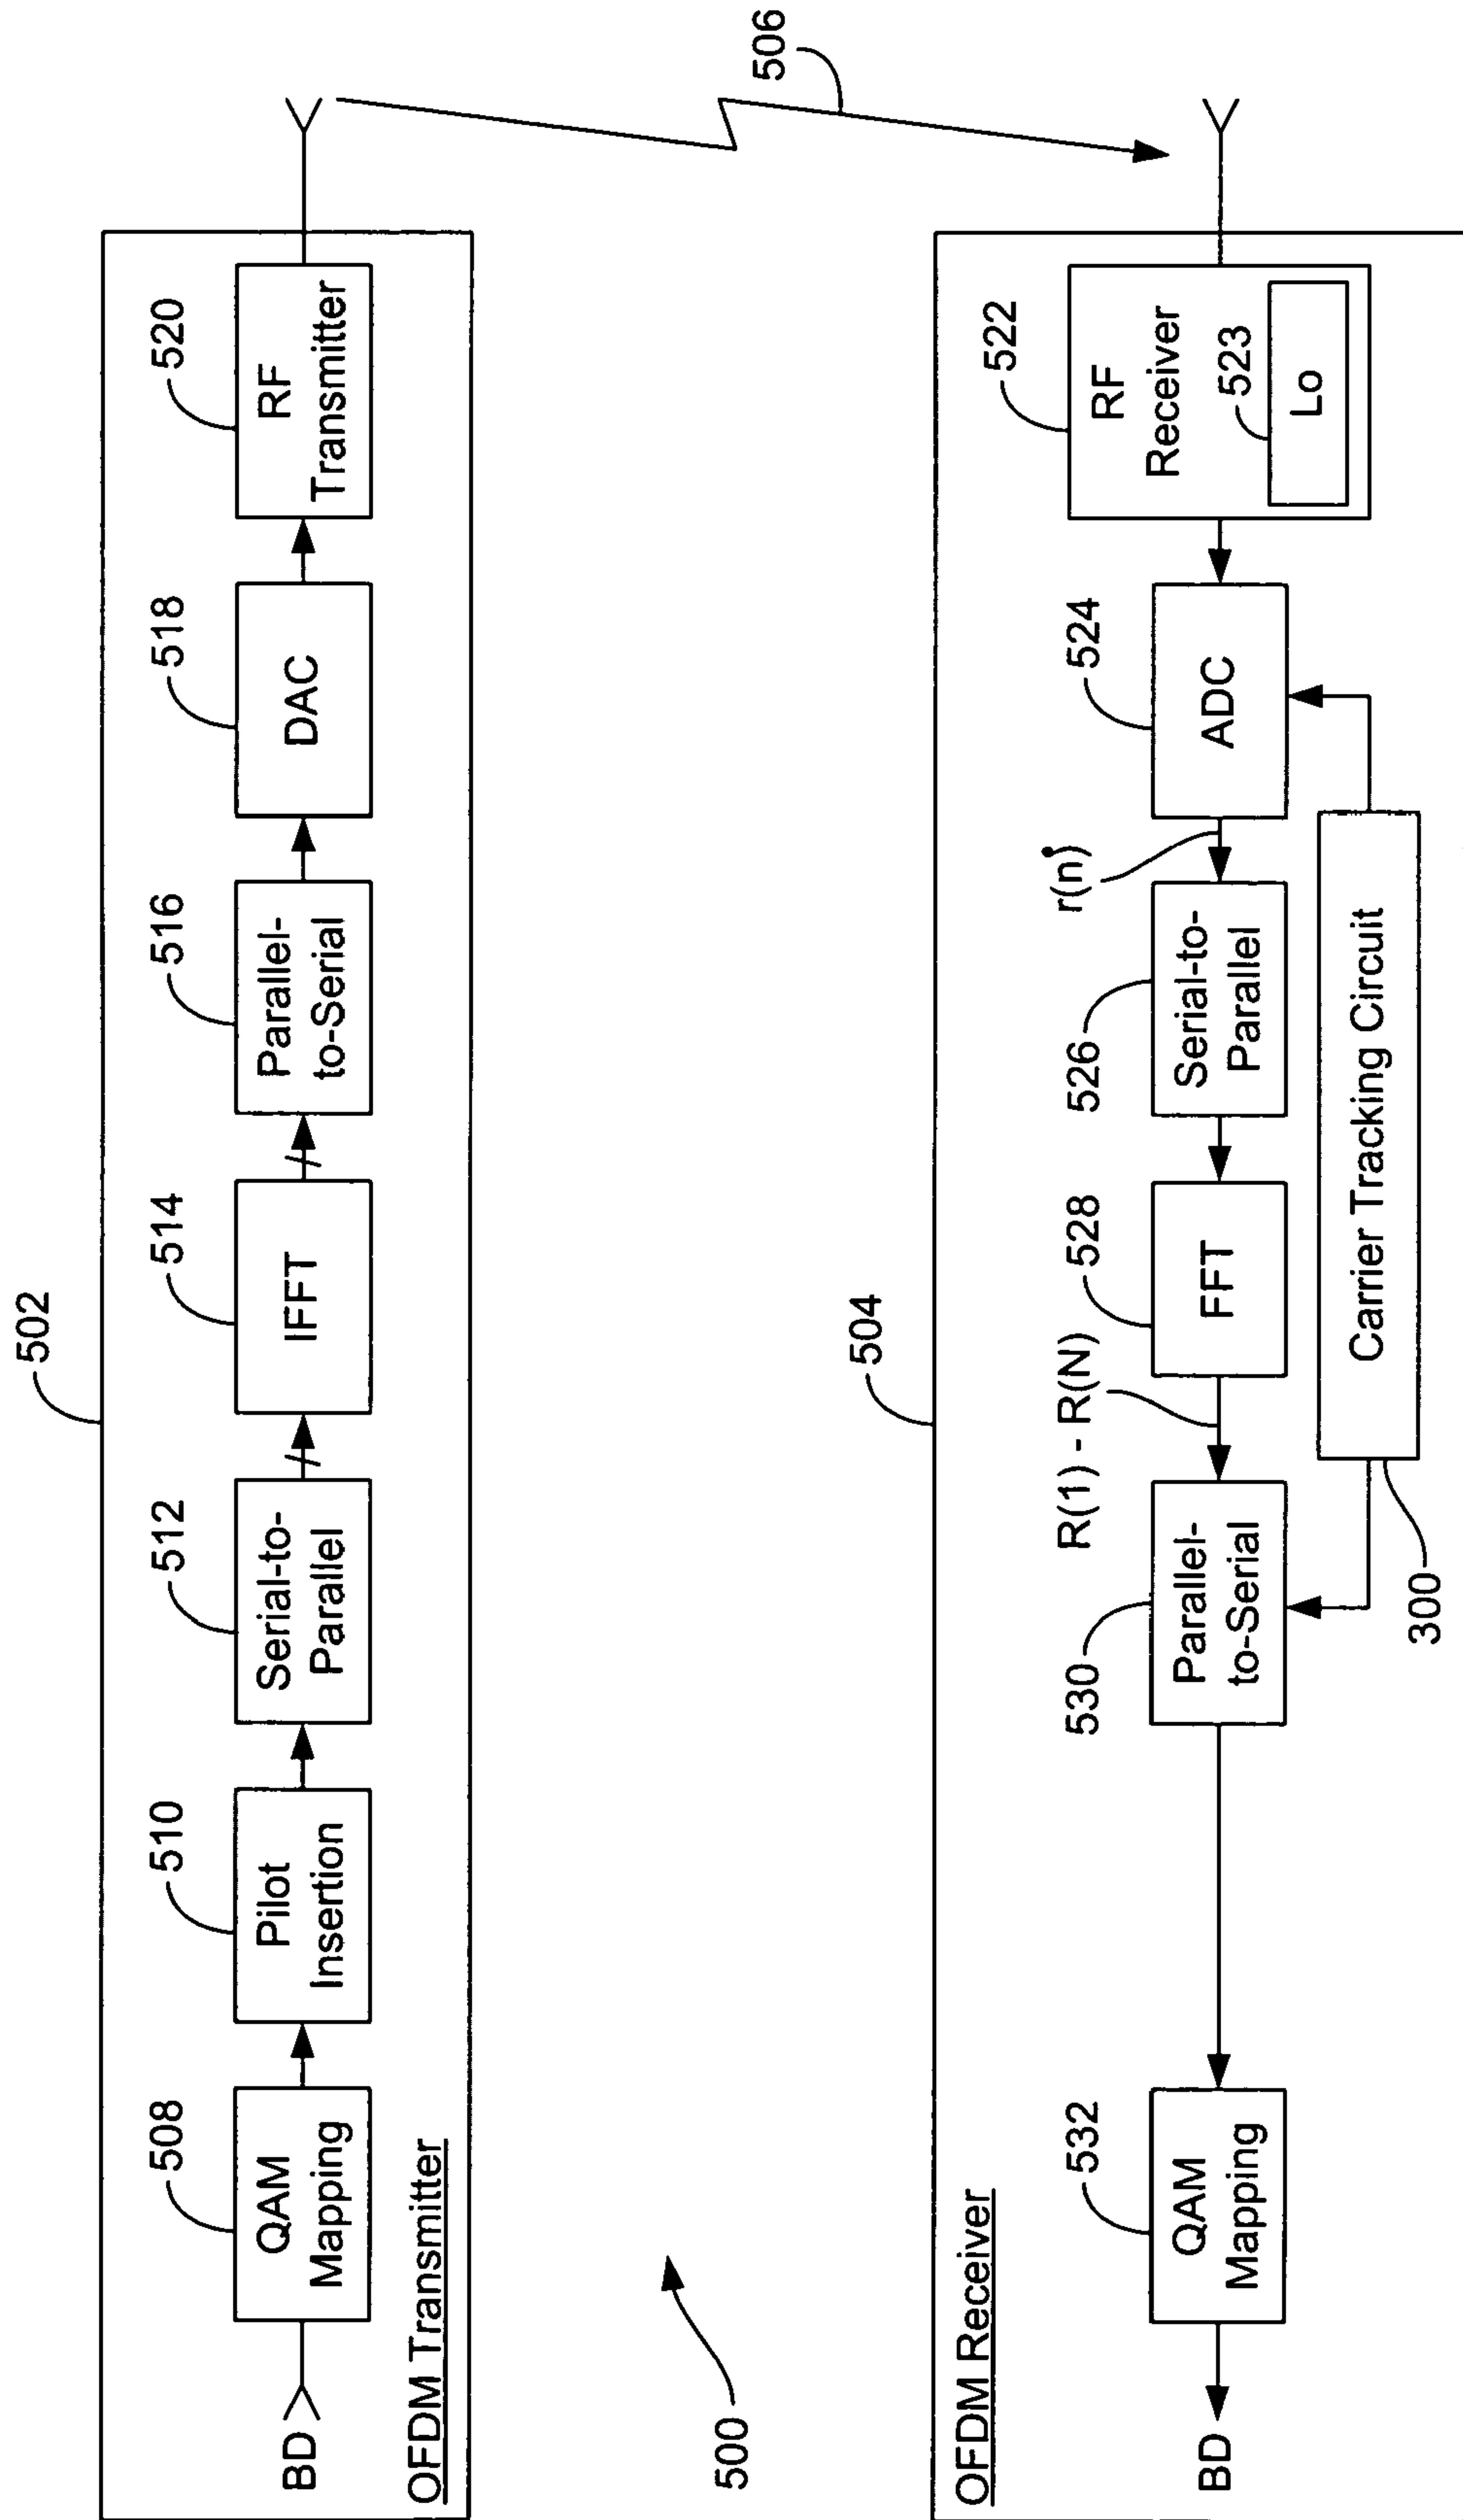 502
508
510
512
514
516
518
520
BD
QAM
Mapping
Pilot
Insertion
Serial-to-
Parallel
IFFT
Parallel-
to-Serial
DAC
RF
Transmitter
OFDM Transmitter
506
500
504
OFDM Receiver
532
530
R(1) - R(N)
528
526
r(n)
524
522
BD
QAM
Mapping
Parallel-
to-Serial
FFT
Serial-to-
Parallel
ADC
RF
Receiver
523
Lo
Carrier Tracking Circuit
300